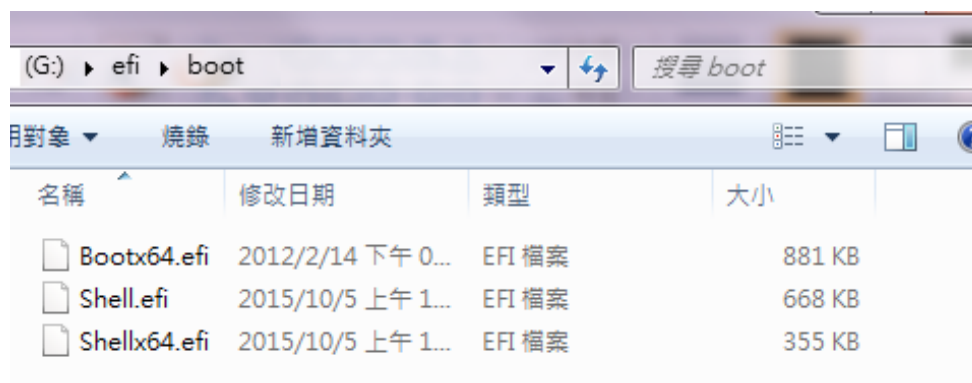 (G:) ▸ efi ▸ boot 搜尋 boot
用對象 燒錄 新增資料夾
名稱 修改日期 類型 大小
Bootx64.efi 2012/2/14 下午 0... EFI 檔案 881 KB
Shell.efi 2015/10/5 上午 1... EFI 檔案 668 KB
Shellx64.efi 2015/10/5 上午 1... EFI 檔案 355 KB